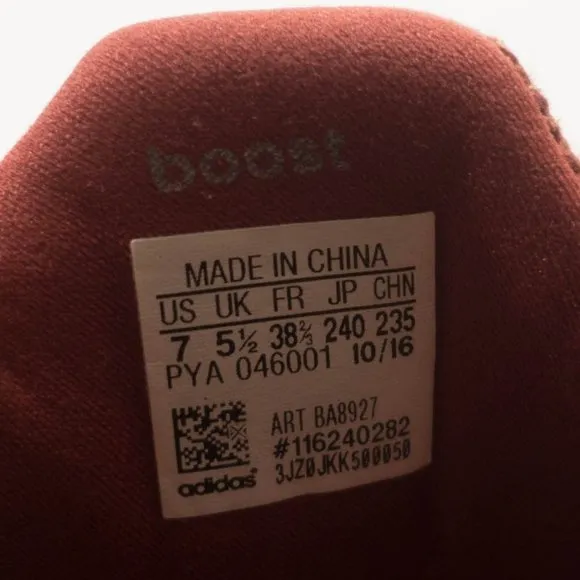 boost
MADE IN CHINA
US UK FR JP CHN
7 5½ 38⅔ 240 235
PYA 046001 10/16
ART BA8927
#116240282
3JZ0JKK500050
adidas